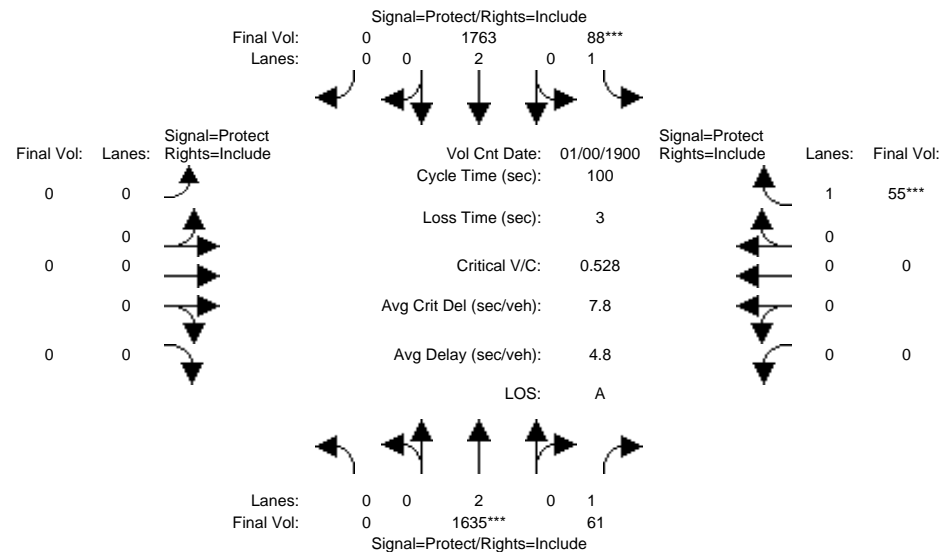 Signal=Protect/Rights=Include
Final Vol: 0 1763 88***
Lanes: 0 0 2 0 1
Signal=Protect Signal=Protect
Final Vol: Lanes: Rights=Include Vol Cnt Date: 01/00/1900 Rights=Include Lanes: Final Vol:
Cycle Time (sec): 100
0 0 1 55***
Loss Time (sec): 3
0 0
0 0 Critical V/C: 0.528 0 0
0 Avg Crit Del (sec/veh): 7.8 0
0 0 Avg Delay (sec/veh): 4.8 0 0
LOS: A
Lanes: 0 0 2 0 1
Final Vol: 0 1635*** 61
Signal=Protect/Rights=Include